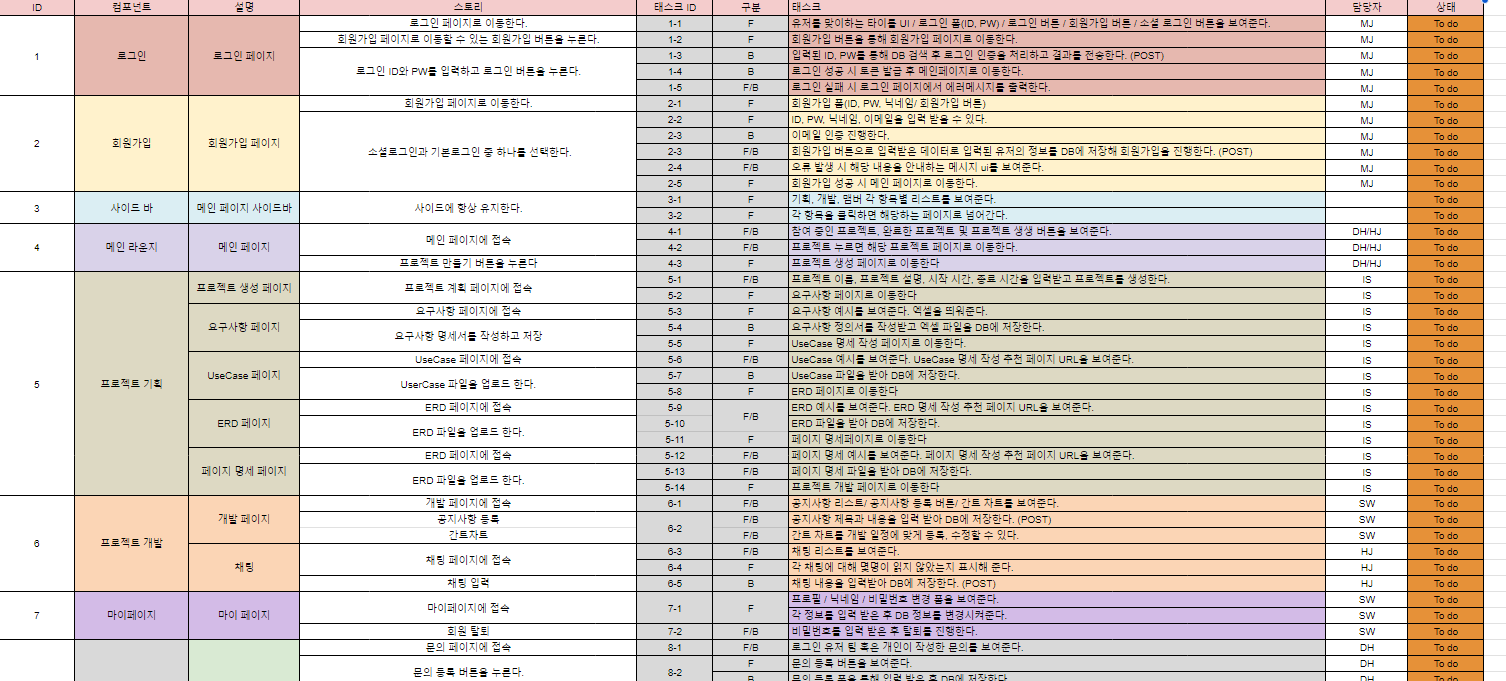 ID 컴포넌트 설명 스토리 태스크 ID 구분 태스크 담당자 상태
로그인 페이지로 이동한다. 1-1 F 유저를 맞이하는 타이틀 UI / 로그인 폼(ID, PW) / 로그인 버튼 / 회원가입 버튼 / 소셜 로그인 버튼을 보여준다. MJ To do
회원가입 페이지로 이동할 수 있는 회원가입 버튼을 누른다. 1-2 F 회원가입 버튼을 통해 회원가입 페이지로 이동한다. MJ To do
1 로그인 로그인 페이지 로그인 ID와 PW를 입력하고 로그인 버튼을 누른다. 1-3 B 입력된 ID, PW를 통해 DB 검색 후 로그인 인증을 처리하고 결과를 전송한다. (POST) MJ To do
1-4 B 로그인 성공 시 토큰 발급 후 메인페이지로 이동한다. MJ To do
1-5 F/B 로그인 실패 시 로그인 페이지에서 에러메시지를 출력한다. MJ To do
회원가입 페이지로 이동한다. 2-1 F 회원가입 폼(ID, PW, 닉네임/ 회원가입 버튼) MJ To do
2-2 F ID, PW, 닉네임, 이메일을 입력 받을 수 있다. MJ To do
2 회원가입 회원가입 페이지 소셜로그인과 기본로그인 중 하나를 선택한다. 2-3 B 이메일 인증 진행한다, MJ To do
2-3 F/B 회원가입 버튼으로 입력받은 데이터로 입력된 유저의 정보를 DB에 저장해 회원가입을 진행한다. (POST) MJ To do
2-4 F/B 오류 발생 시 해당 내용을 안내하는 메시지 ui를 보여준다. MJ To do
2-5 F 회원가입 성공 시 메인 페이지로 이동한다. MJ To do
3 사이드 바 메인 페이지 사이드바 사이드에 항상 유지한다. 3-1 F 기획, 개발, 맴버 각 항목별 리스트를 보여준다. To do
3-2 F 각 항목을 클릭하면 해당하는 페이지로 넘어간다. To do
4 메인 라운지 메인 페이지 메인 페이지에 접속 4-1 F/B 참여 중인 프로젝트, 완료한 프로젝트 및 프로젝트 생생 버튼을 보여준다. DH/HJ To do
4-2 F/B 프로젝트 누르면 해당 프로젝트 페이지로 이동한다. DH/HJ To do
프로젝트 만들기 버튼을 누른다 4-3 F 프로젝트 생성 페이지로 이동한다 DH/HJ To do
프로젝트 생성 페이지 프로젝트 계획 페이지에 접속 5-1 F/B 프로젝트 이름, 프로젝트 설명, 시작 시간, 종료 시간을 입력받고 프로젝트를 생성한다. IS To do
5-2 F 요구사항 페이지로 이동한다 IS To do
요구사항 페이지 요구사항 페이지에 접속 5-3 F 요구사항 예시를 보여준다. 엑셀을 띄워준다. IS To do
요구사항 명세서를 작성하고 저장 5-4 B 요구사항 정의서를 작성받고 엑셀 파일을 DB에 저장한다. IS To do
5-5 F UseCase 명세 작성 페이지로 이동한다. IS To do
UseCase 페이지 UseCase 페이지에 접속 5-6 F/B UseCase 예시를 보여준다. UseCase 명세 작성 추천 페이지 URL을 보여준다. IS To do
5 프로젝트 기획 UserCase 파일을 업로드 한다. 5-7 B UseCase 파일을 받아 DB에 저장한다. IS To do
5-8 F ERD 페이지로 이동한다 IS To do
ERD 페이지 ERD 페이지에 접속 5-9 F/B ERD 예시를 보여준다. ERD 명세 작성 추천 페이지 URL을 보여준다. IS To do
ERD 파일을 업로드 한다. 5-10 ERD 파일을 받아 DB에 저장한다. IS To do
5-11 F 페이지 명세페이지로 이동한다 IS To do
페이지 명세 페이지 ERD 페이지에 접속 5-12 F/B 페이지 명세 예시를 보여준다. 페이지 명세 작성 추천 페이지 URL을 보여준다. IS To do
ERD 파일을 업로드 한다. 5-13 F/B 페이지 명세 파일을 받아 DB에 저장한다. IS To do
5-14 F 프로젝트 개발 페이지로 이동한다 IS To do
개발 페이지 개발 페이지에 접속 6-1 F/B 공지사항 리스트/ 공지사항 등록 버튼/ 간트 차트를 보여준다. SW To do
공지사항 등록 6-2 F/B 공지사항 제목과 내용을 입력 받아 DB에 저장한다. (POST) SW To do
간트차트 F/B 간트 차트를 개발 일정에 맞게 등록, 수정할 수 있다. SW To do
6 프로젝트 개발 채팅 채팅 페이지에 접속 6-3 F/B 채팅 리스트를 보여준다. HJ To do
6-4 F 각 채팅에 대해 몇명이 읽지 않았는지 표시해 준다. HJ To do
채팅 입력 6-5 B 채팅 내용을 입력받아 DB에 저장한다. (POST) HJ To do
7 마이페이지 마이 페이지 마이페이지에 접속 7-1 F 프로필 / 닉네임 / 비밀번호 변경 폼을 보여준다. SW To do
각 정보를 입력 받은 후 DB 정보를 변경시켜준다. SW To do
회원 탈퇴 7-2 F/B 비밀번호를 입력 받은 후 탈퇴를 진행한다. SW To do
문의 페이지에 접속 8-1 F/B 로그인 유저 팀 혹은 개인이 작성한 문의를 보여준다. DH To do
문의 등록 버튼을 누른다. 8-2 F 문의 등록 버튼을 보여준다. DH To do
B 문의 등록 폼을 통해 입력 받은 후 DB에 저장한다. DH To do